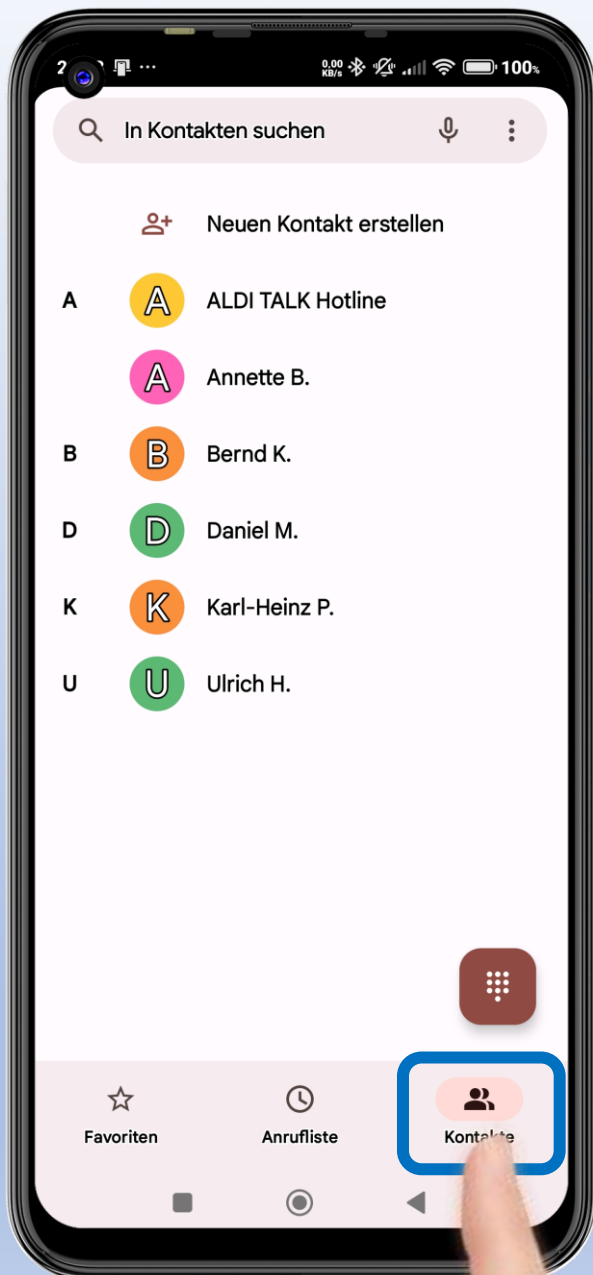 0,00
KB/s
100%
In Kontakten suchen
Neuen Kontakt erstellen
A A ALDI TALK Hotline
A Annette B.
B B Bernd K.
D D Daniel M.
K K Karl-Heinz P.
U U Ulrich H.
Favoriten Anrufliste Kontakte